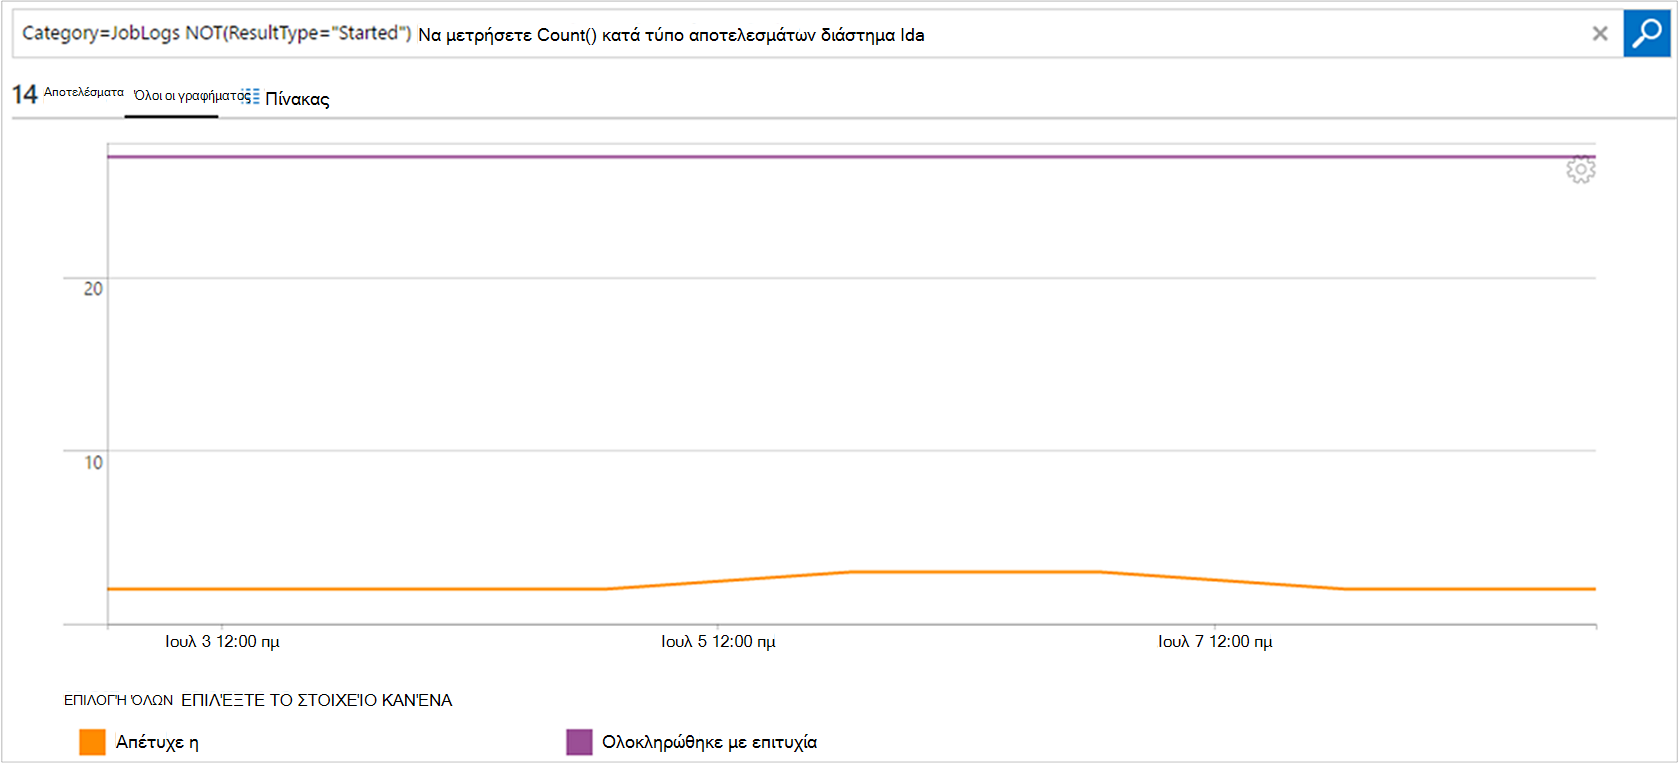 Category=JobLogs NOT(ResultType="Started") Να μετρήσετε Count() κατά τύπο αποτελεσμάτων διάστημα Ida
14 Αποτελέσματα Όλοι οι γραφήματος Πίνακας
20
10
Ιουλ 3 12:00 πμ Ιουλ 5 12:00 πμ Ιουλ 7 12:00 πμ
ΕΠΙΛΟΓΉ ΌΛΩΝ ΕΠΙΛΈΞΤΕ ΤΟ ΣΤΟΙΧΕΊΟ ΚΑΝΈΝΑ
Απέτυχε η Ολοκληρώθηκε με επιτυχία